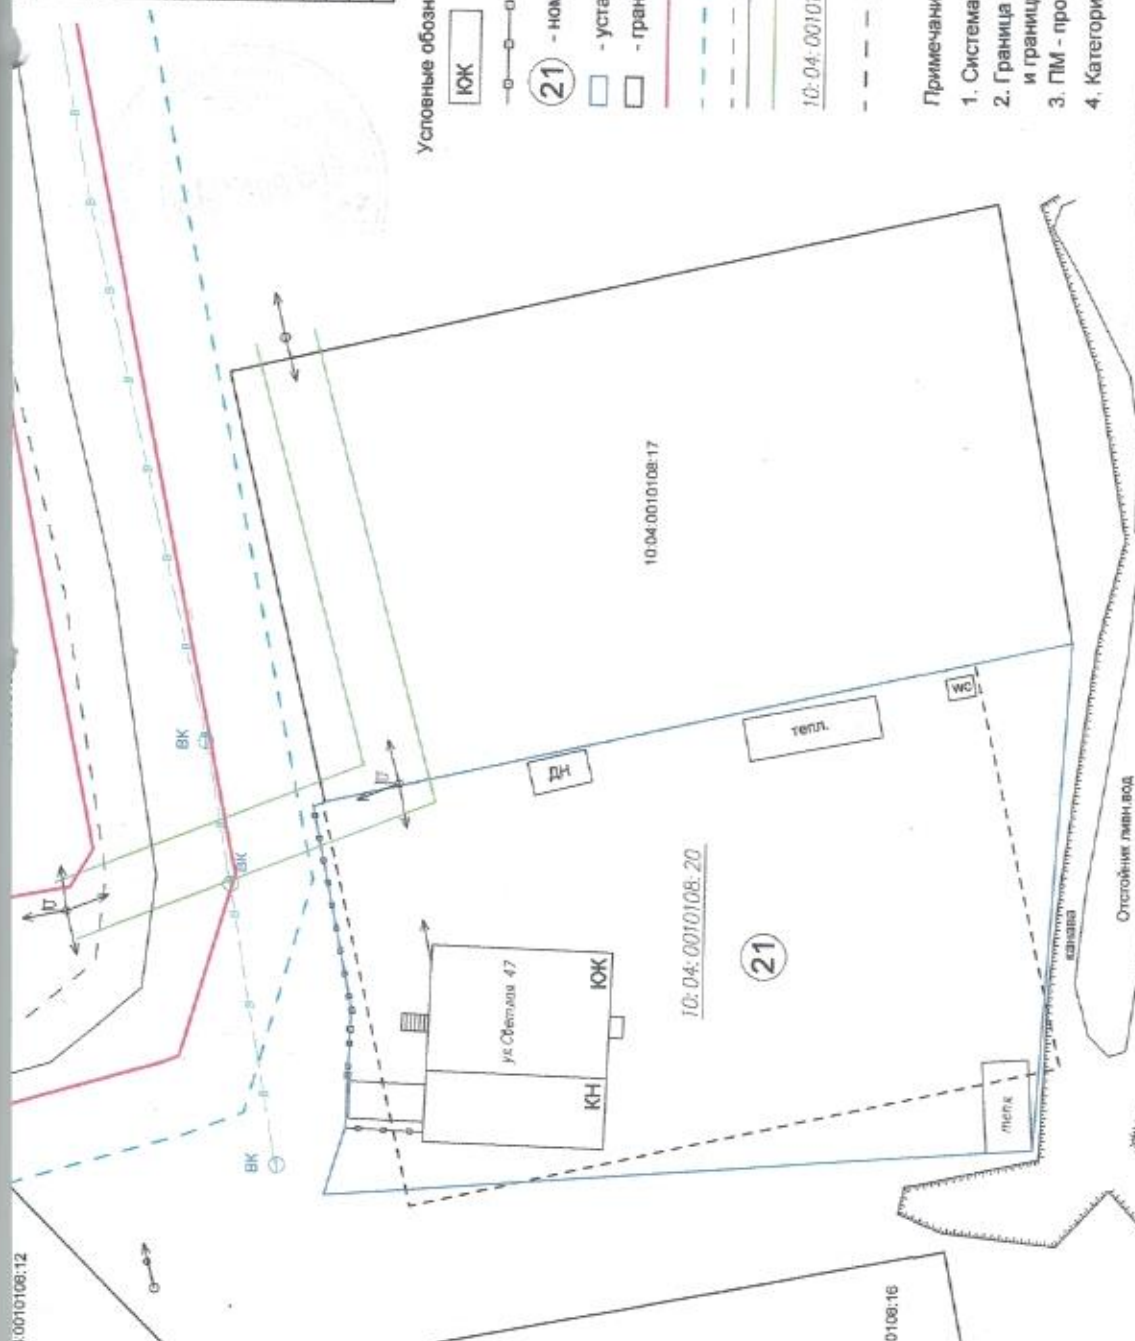 Условные обозн
ЮЖ
21
- ном
- уста
- гран
10:04:0010
Примечани
1. Система
2. Граница
и границ
3. ПМ - про
4. Категори
ВК
ВК
ВК
В
В
В
В
В
В
В
В
В
В
В
10:04:0010108:17
ДН
тепл.
WC
10:04:0010108:20
21
ул.Светлая 47
ЮЖ
КН
тепл.
канава
Отстойник ливн.вод
:0010108:12
0108:16